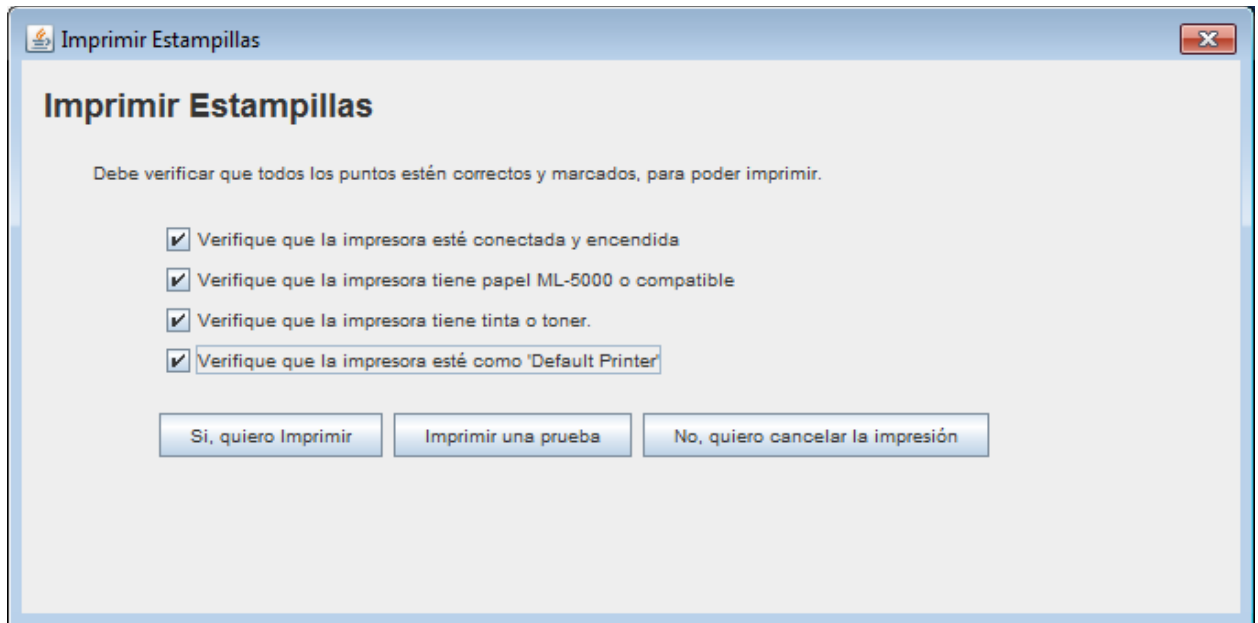 Imprimir Estampillas
Imprimir Estampillas
Debe verificar que todos los puntos estén correctos y marcados, para poder imprimir.
Verifique que la impresora esté conectada y encendida
Verifique que la impresora tiene papel ML-5000 o compatible
Verifique que la impresora tiene tinta o toner.
Verifique que la impresora esté como 'Default Printer'
Si, quiero Imprimir Imprimir una prueba No, quiero cancelar la impresión